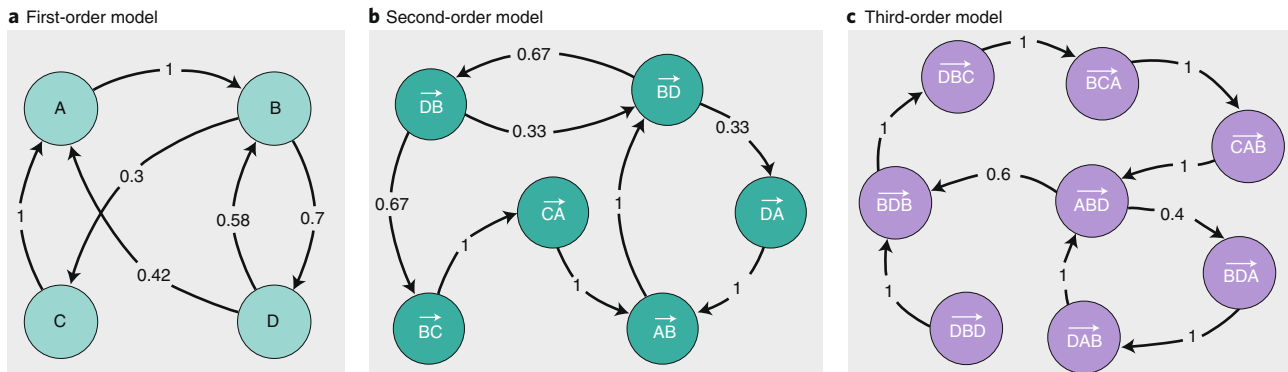 a First-order model
A
1
B
0.3
1
0.58
0.7
0.42
C
D
b Second-order model
0.67
DB
BD
0.33
0.33
0.67
CA
1
DA
1
1
1
BC
AB
c Third-order model
DBC
1
BCA
1
CAB
1
1
BDB
0.6
ABD
0.4
BDA
1
1
DBD
DAB
1